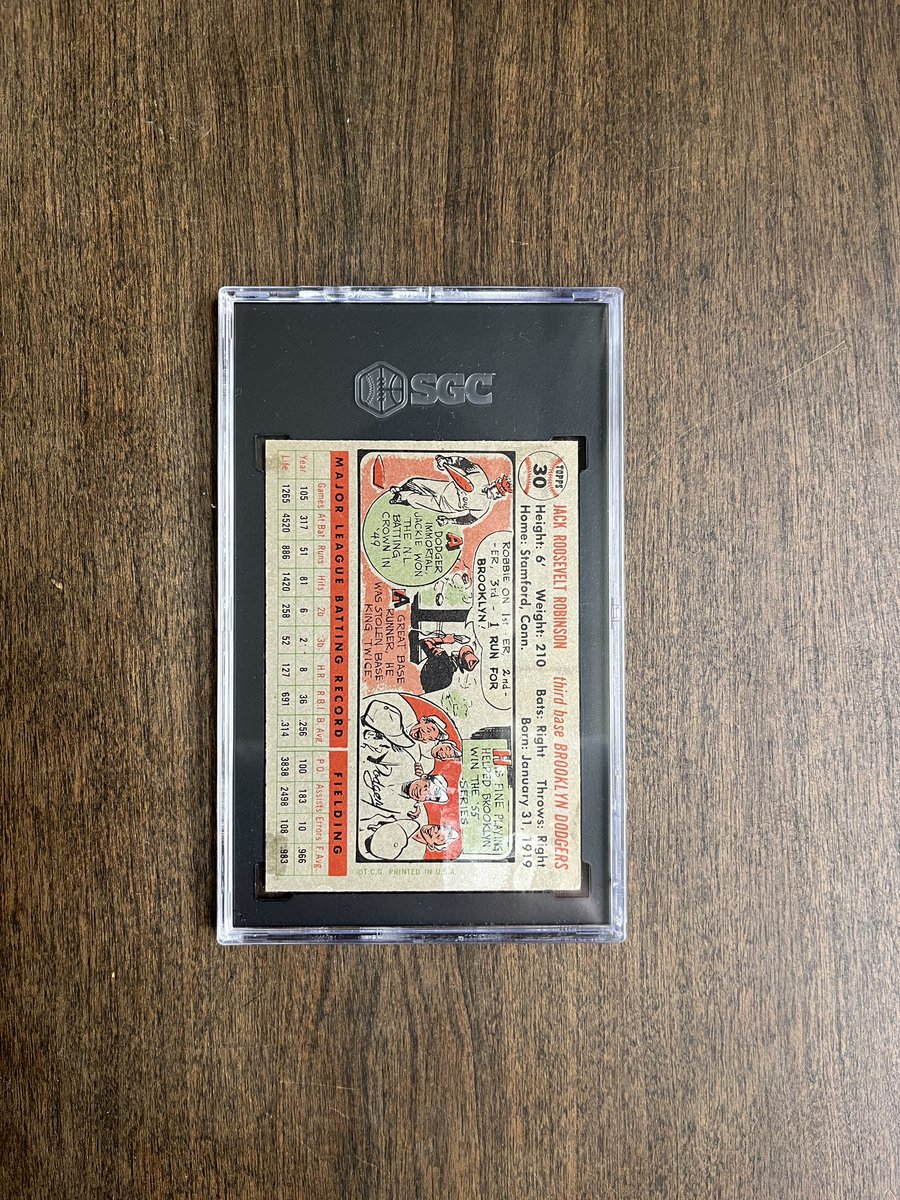 SGC
TOPPS
30
JACK ROOSEVELT ROBINSON third base BROOKLYN DODGERS
Height: 6' Weight: 210 Bats: Right Throws: Right
Home: Stamford, Conn. Born: January 31, 1919
A
DODGER
IMMORTAL
JACKIE WON
THE N.L.
BATTING
CROWN IN
'49
ROBBIE ON 1ST-ER, 2nd-
-ER, 3rd - 1 RUN FOR
BROOKLYN.
A GREAT BASE
RUNNER, HE
WAS STOLEN BASE
KING TWICE.
HIS FINE PLAYING
HELPED BROOKLYN
WIN THE '55
SERIES
Dodgers
MAJOR LEAGUE BATTING RECORD FIELDING
Year Games At Bat Runs Hits 2b 3b. H.R. R.B.I. B. Avg. P.O. Assists Errors F. Avg.
Year 105 317 51 81 6 2 8 36 .256 100 183 10 .966
Life 1265 4520 886 1420 258 52 127 691 .314 3838 2498 108 .983
©T.C.G. PRINTED IN U.S.A.